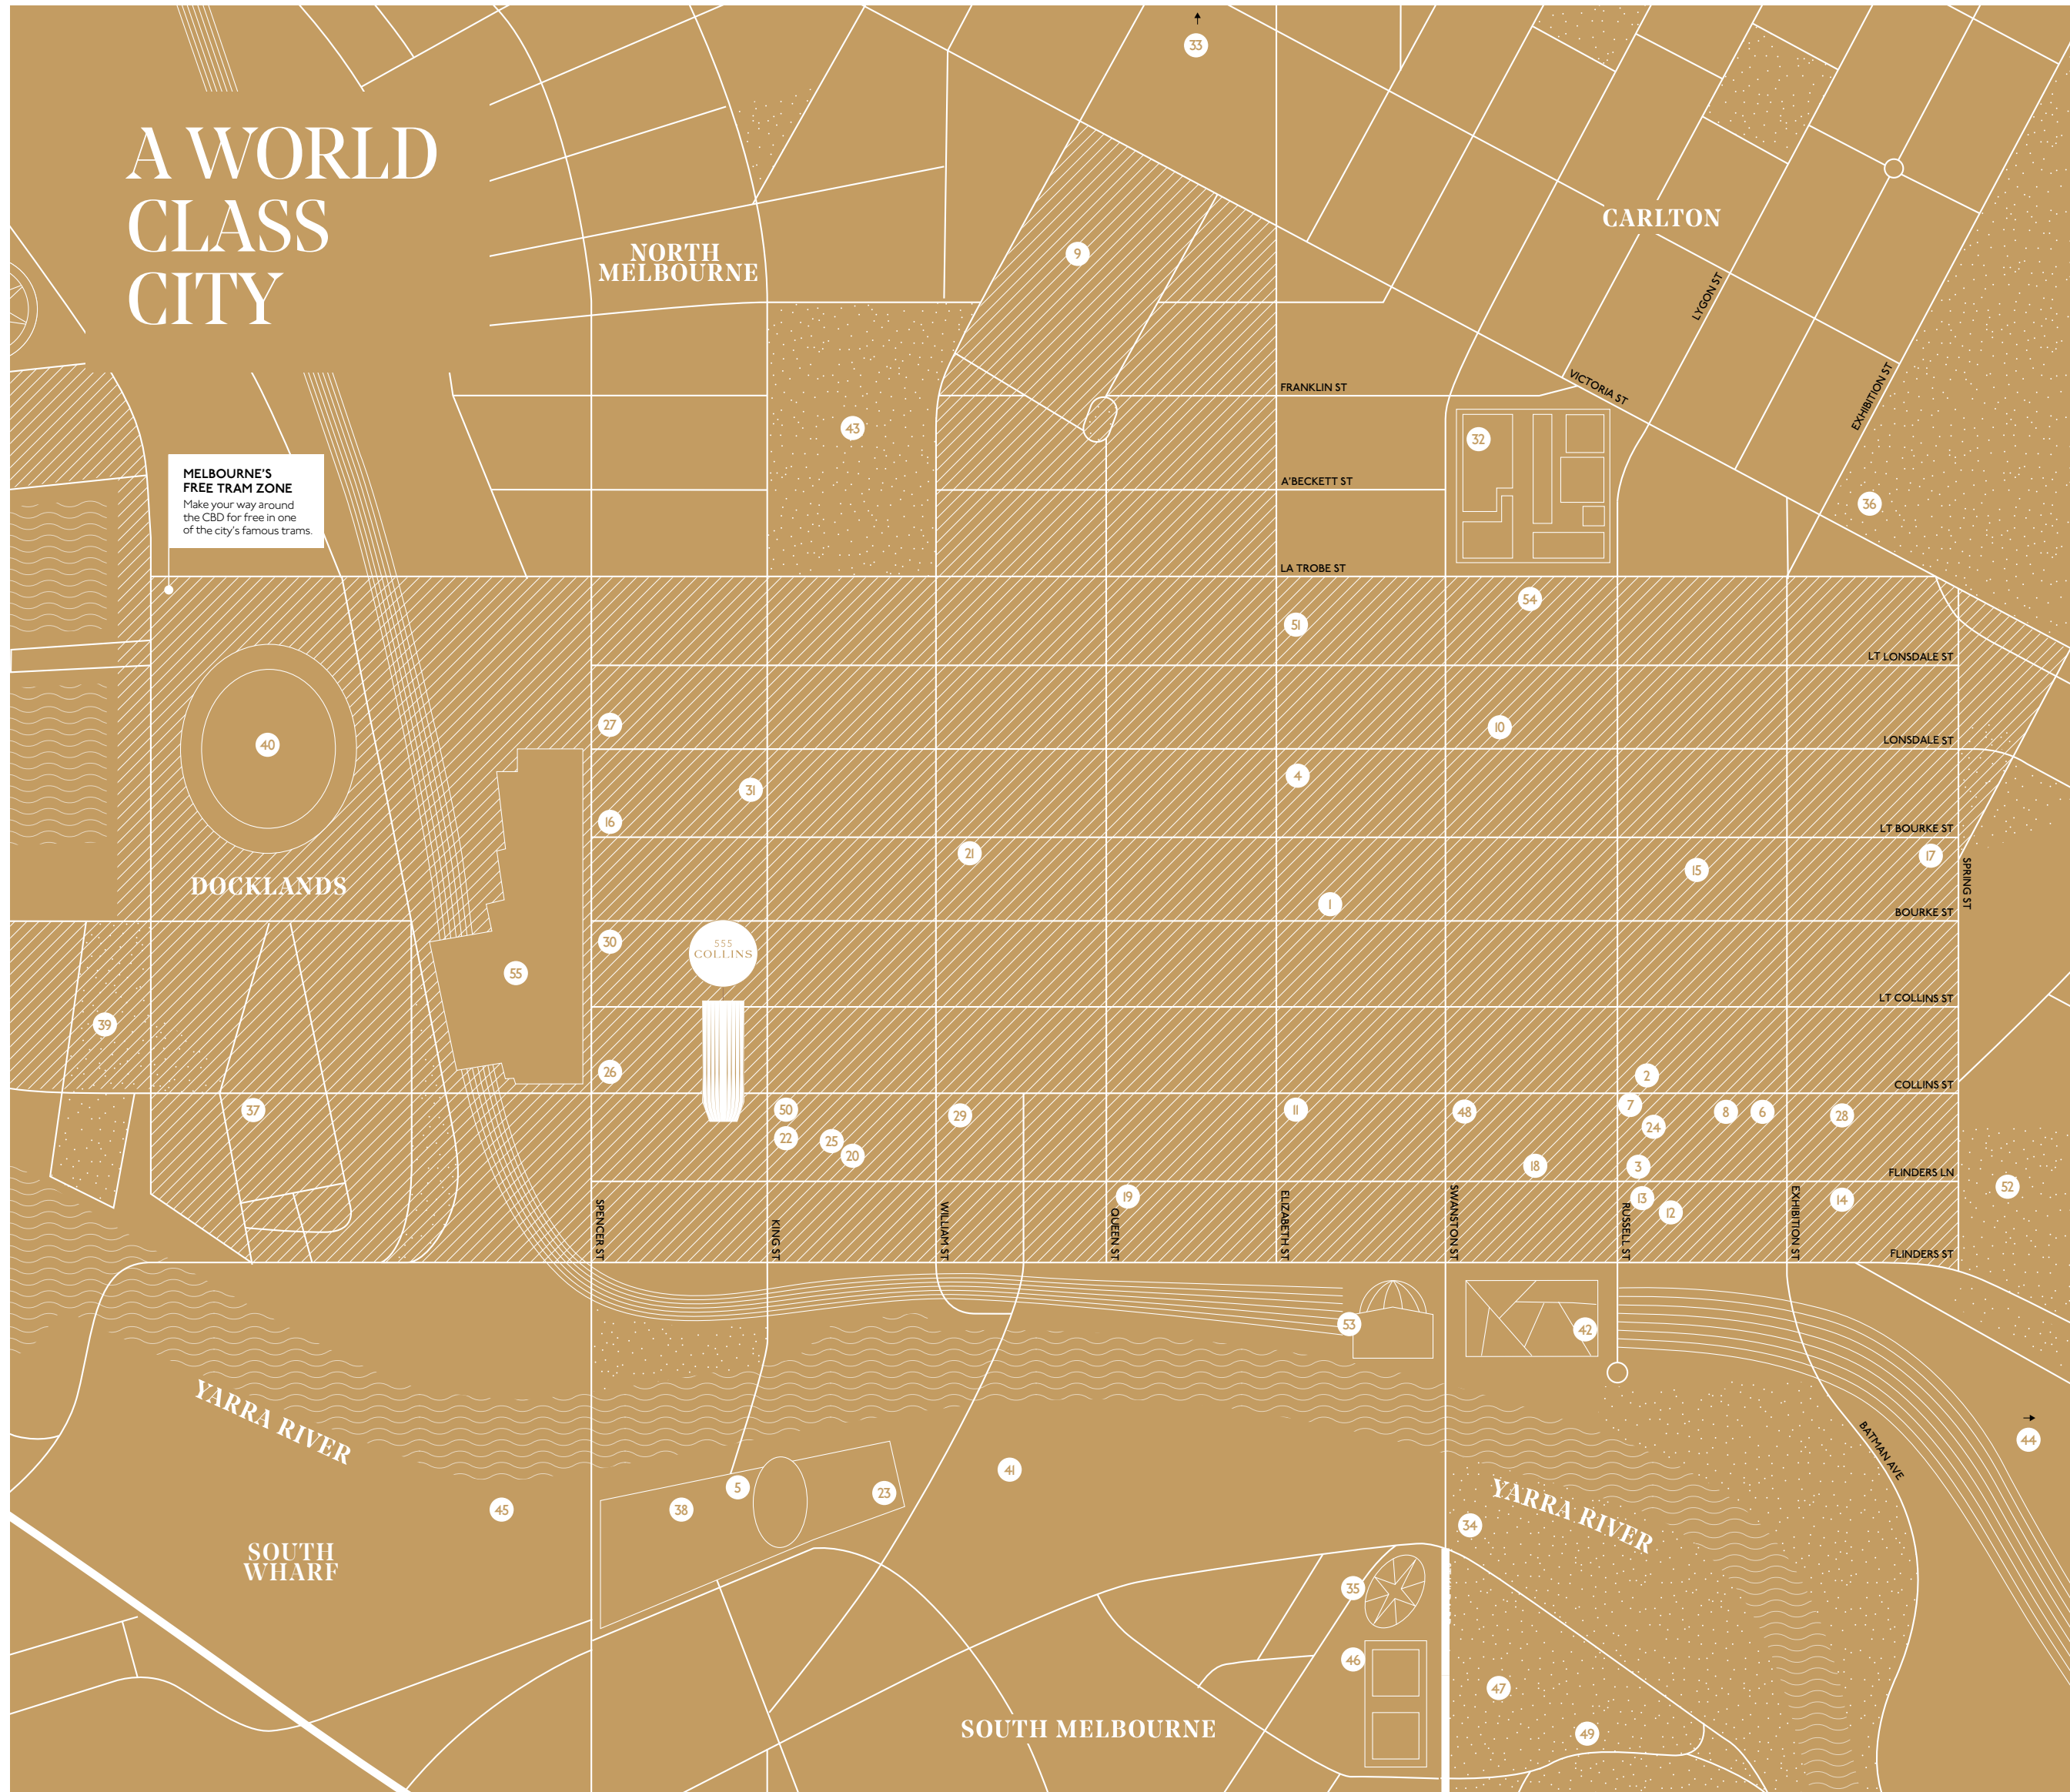 33
A WORLD
CLASS
CITY
CARLTON
NORTH
MELBOURNE
9
LYGON ST
FRANKLIN ST
VICTORIA ST
EXHIBITION ST
43
32
MELBOURNE'S
FREE TRAM ZONE
Make your way around
the CBD for free in one
of the city's famous trams.
A'BECKETT ST
36
LA TROBE ST
54
51
LT LONSDALE ST
27
10
40
LONSDALE ST
4
31
16
LT BOURKE ST
21
17
15
DOCKLANDS
SPRING ST
1
BOURKE ST
30
555
COLLINS
55
LT COLLINS ST
39
26
2
COLLINS ST
37
50
29
11
48
7
8
6
28
22
25
20
24
18
3
FLINDERS LN
52
19
13
12
14
SPENCER ST
KING ST
WILLIAM ST
QUEEN ST
ELIZABETH ST
SWANSTON ST
RUSSELL ST
EXHIBITION ST
FLINDERS ST
53
42
YARRA RIVER
BATMAN AVE
44
41
5
23
38
45
YARRA RIVER
34
SOUTH
WHARF
35
46
47
SOUTH MELBOURNE
49